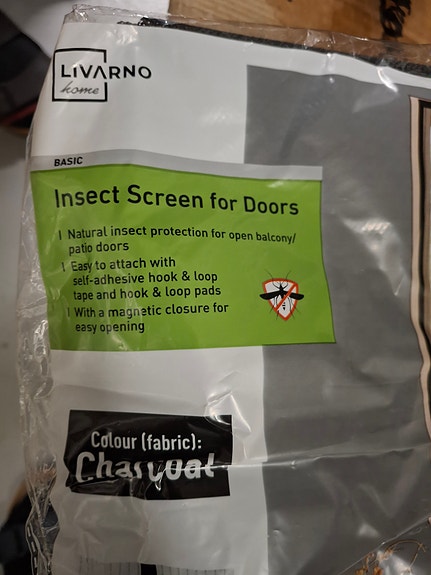 LIVARNO
home
BASIC
Insect Screen for Doors
| Natural insect protection for open balcony/
patio doors
| Easy to attach with
self-adhesive hook & loop
tape and hook & loop pads
| With a magnetic closure for
easy opening
Colour (fabric):
Charcoal